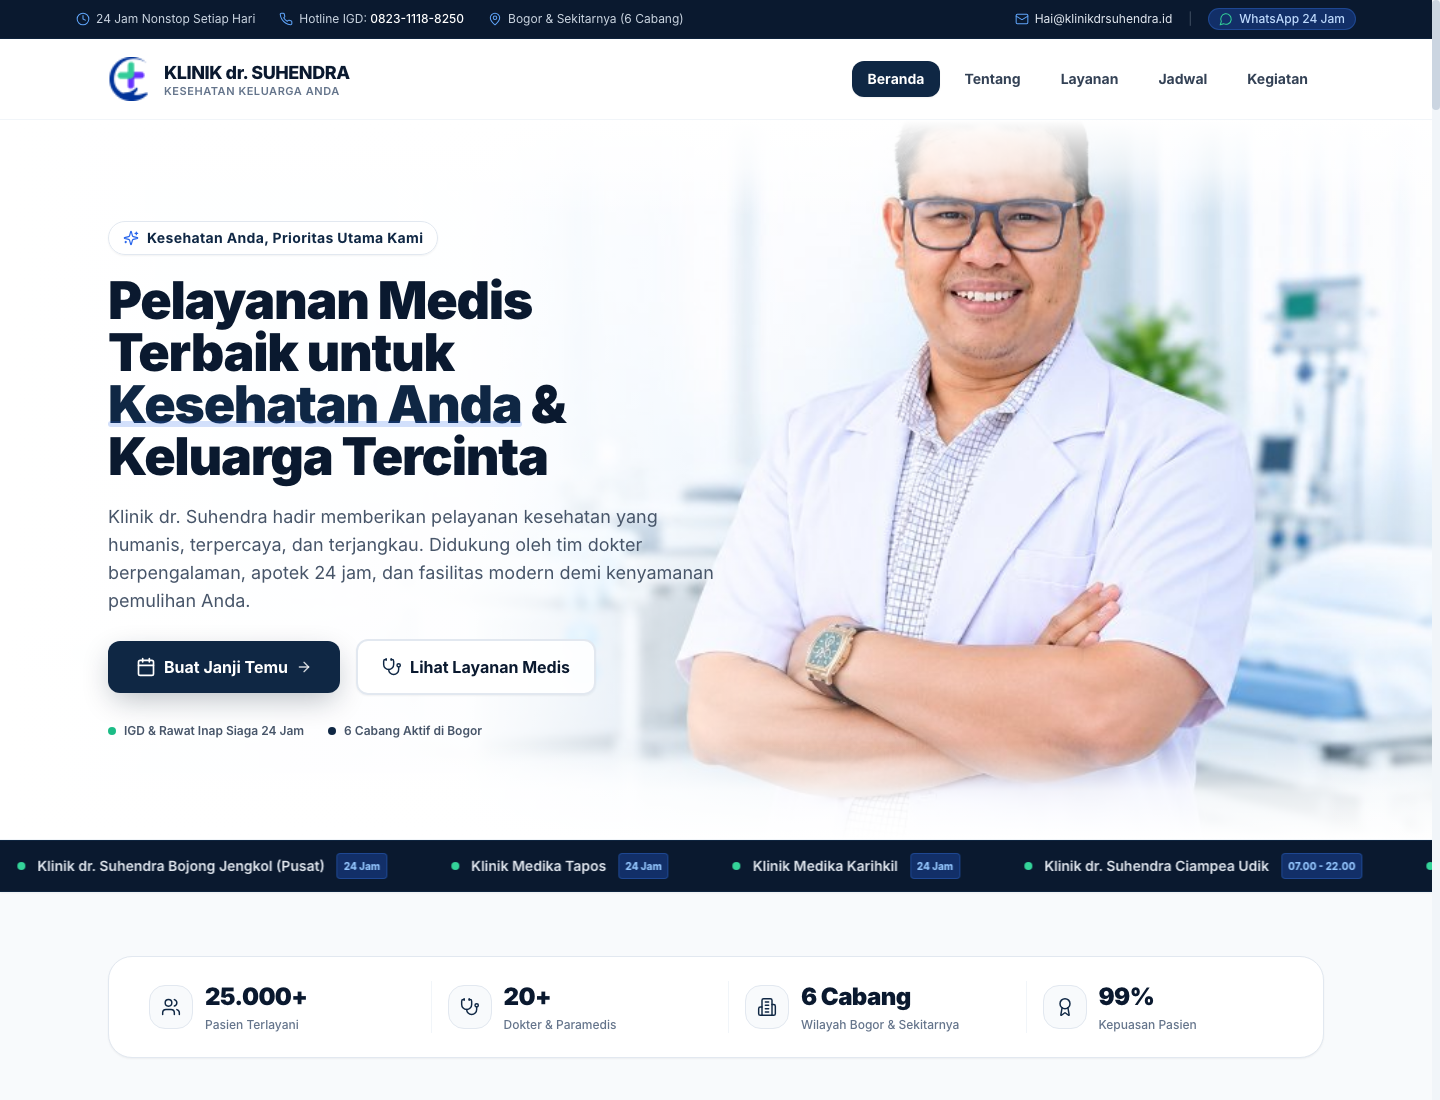 24 Jam Nonstop Setiap Hari
Hotline IGD: 0823-1118-8250
Bogor & Sekitarnya (6 Cabang)
Hai@klinikdrsuhendra.id
WhatsApp 24 Jam
KLINIK dr. SUHENDRA
KESEHATAN KELUARGA ANDA
Beranda
Tentang
Layanan
Jadwal
Kegiatan
Kesehatan Anda, Prioritas Utama Kami
Pelayanan Medis
Terbaik untuk
Kesehatan Anda &
Keluarga Tercinta
Klinik dr. Suhendra hadir memberikan pelayanan kesehatan yang
humanis, terpercaya, dan terjangkau. Didukung oleh tim dokter
berpengalaman, apotek 24 jam, dan fasilitas modern demi kenyamanan
pemulihan Anda.
Buat Janji Temu
Lihat Layanan Medis
IGD & Rawat Inap Siaga 24 Jam
6 Cabang Aktif di Bogor
Klinik dr. Suhendra Bojong Jengkol (Pusat)
24 Jam
Klinik Medika Tapos
24 Jam
Klinik Medika Karihkil
24 Jam
Klinik dr. Suhendra Ciampea Udik
07.00 - 22.00
25.000+
Pasien Terlayani
20+
Dokter & Paramedis
6 Cabang
Wilayah Bogor & Sekitarnya
99%
Kepuasan Pasien